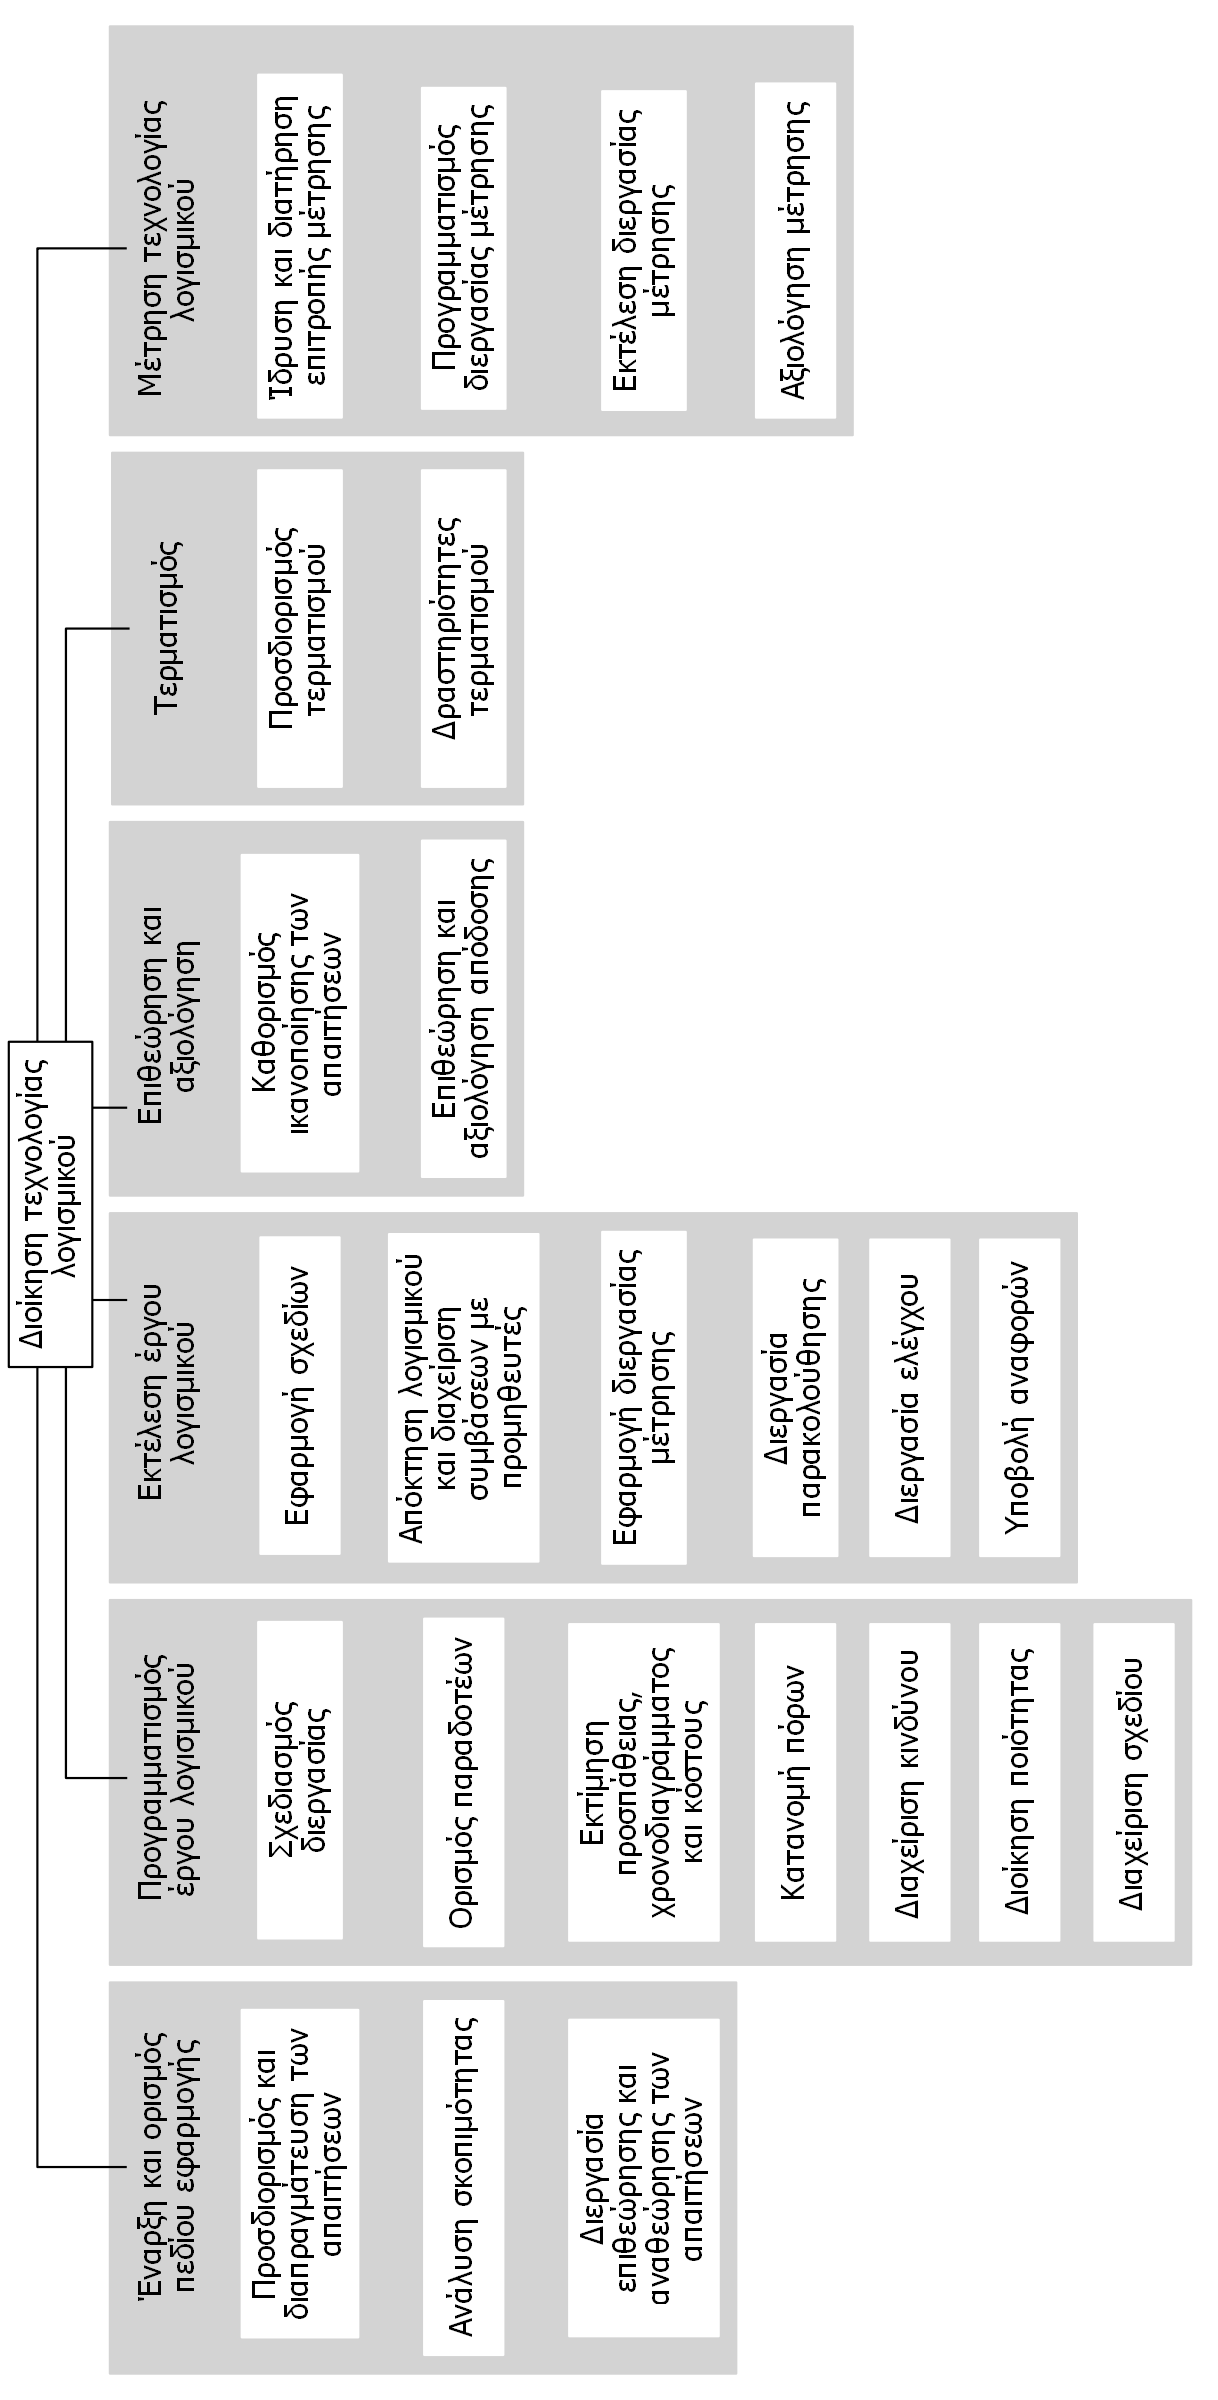 Διοίκηση τεχνολογίας
λογισμικού
Έναρξη και ορισμός
πεδίου εφαρμογής
Προσδιορισμός και
διαπραγμάτευση των
απαιτήσεων
Ανάλυση σκοπιμότητας
Διεργασία
επιθεώρησης και
αναθεώρησης των
απαιτήσεων
Προγραμματισμός
έργου λογισμικού
Σχεδιασμός
διεργασίας
Ορισμός παραδοτέων
Εκτίμηση
προσπάθειας,
χρονοδιαγράμματος
και κόστους
Κατανομή πόρων
Διαχείριση κινδύνου
Διοίκηση ποιότητας
Διαχείριση σχεδίου
Εκτέλεση έργου
λογισμικού
Εφαρμογή σχεδίων
Απόκτηση λογισμικού
και διαχείριση
συμβάσεων με
προμηθευτές
Εφαρμογή διεργασίας
μέτρησης
Διεργασία
παρακολούθησης
Διεργασία ελέγχου
Υποβολή αναφορών
Επιθεώρηση και
αξιολόγηση
Καθορισμός
ικανοποίησης των
απαιτήσεων
Επιθεώρηση και
αξιολόγηση απόδοσης
Τερματισμός
Προσδιορισμός
τερματισμού
Δραστηριότητες
τερματισμού
Μέτρηση τεχνολογίας
λογισμικού
Ίδρυση και διατήρηση
επιτροπής μέτρησης
Προγραμματισμός
διεργασίας μέτρησης
Εκτέλεση διεργασίας
μέτρησης
Αξιολόγηση μέτρησης